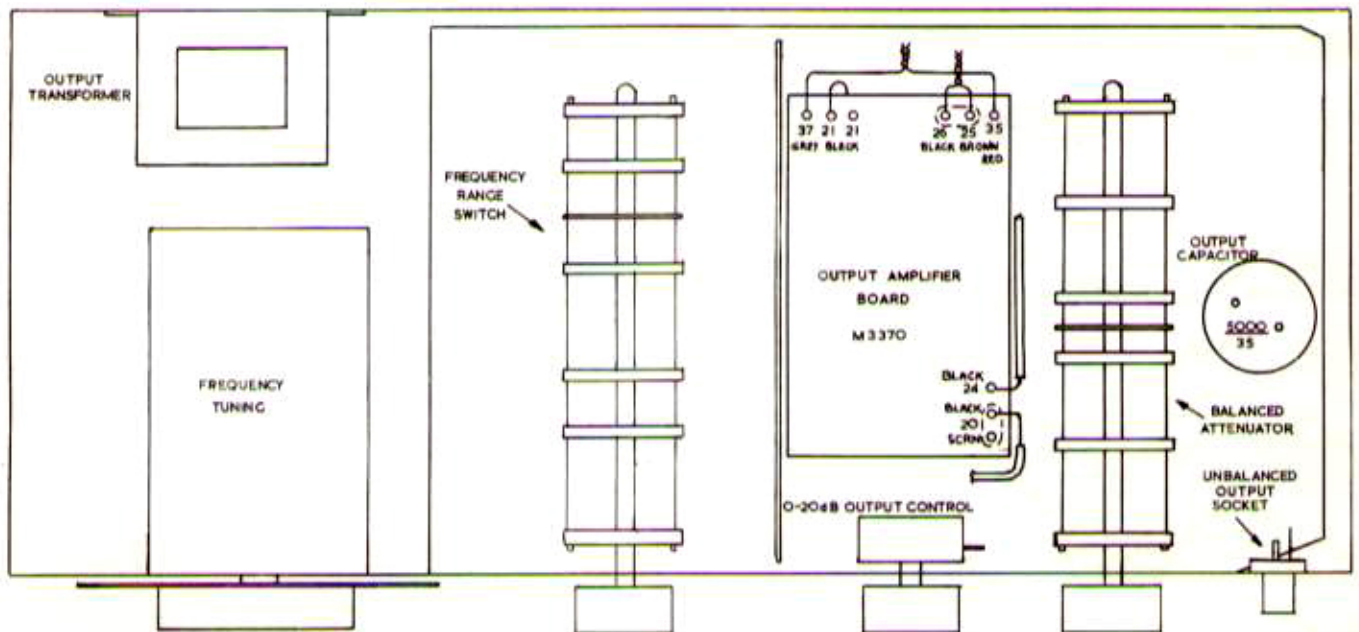 OUTPUT
TRANSFORMER
FREQUENCY
RANGE
SWITCH
FREQUENCY
TUNING
37 21 21 26 25 35
GREY BLACK BLACK BROWN
RED
OUTPUT AMPLIFIER
BOARD
M3370
BLACK
24
BLACK
20
SCRN
0-20dB OUTPUT CONTROL
OUTPUT
CAPACITOR
5000
35
BALANCED
ATTENUATOR
UNBALANCED
OUTPUT
SOCKET